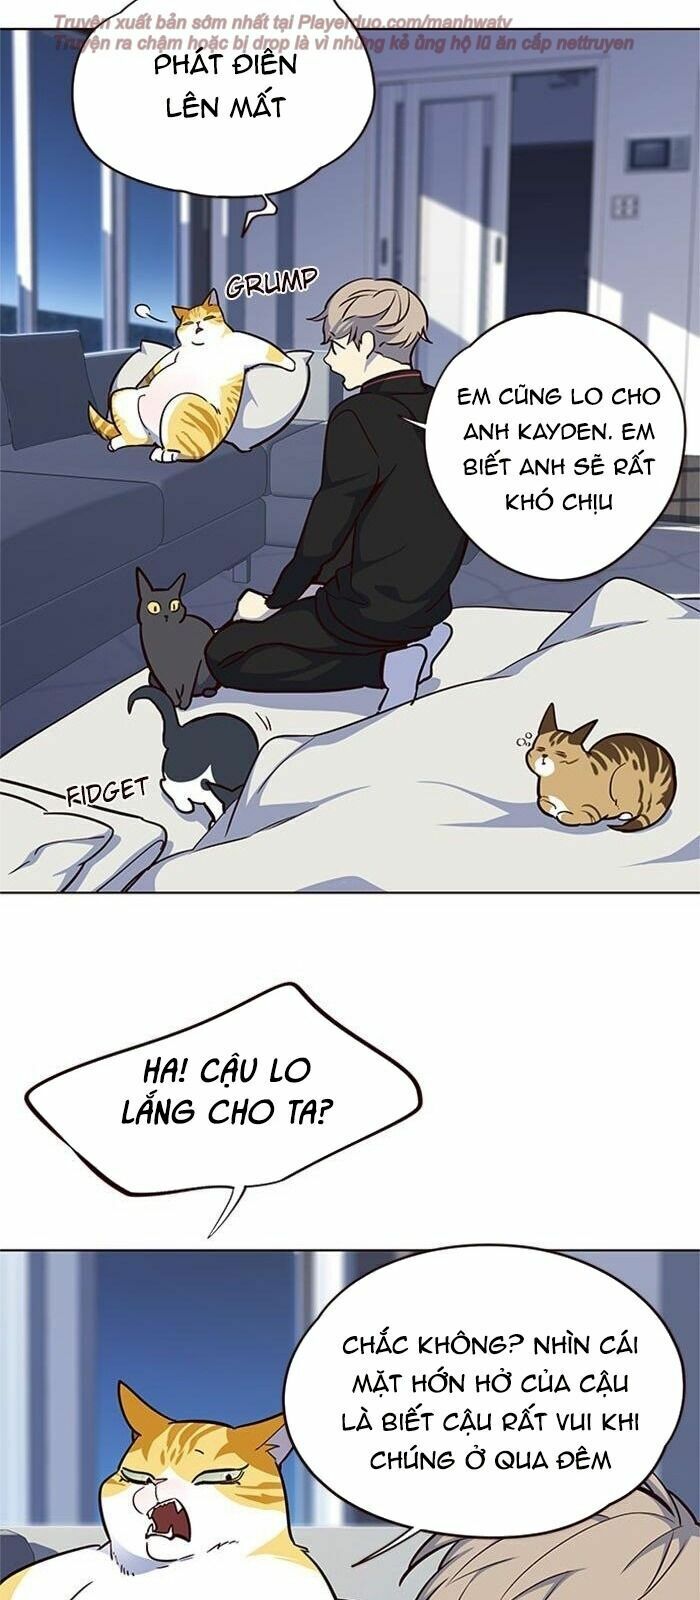 Truyện xuất bản sớm nhất tại Playerduo.com/manhwatv
Truyện ra chậm hoặc bị drop là vì những kẻ ủng hộ lũ ăn cắp nettruyen
PHÁT ĐIÊN
LÊN MẤT
GRUMP
EM CŨNG LO CHO
ANH KAYDEN. EM
BIẾT ANH SẼ RẤT
KHÓ CHỊU
FIDGET
HA! CẬU LO
LẮNG CHO TA?
CHẮC KHÔNG? NHÌN CÁI
MẶT HỚN HỞ CỦA CẬU
LÀ BIẾT CẬU RẤT VUI KHI
CHÚNG Ở QUA ĐÊM